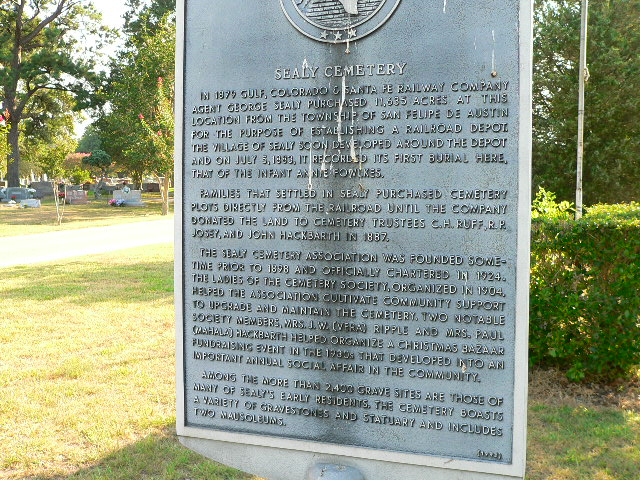 SEALY CEMETERY
IN 1879 GULF, COLORADO & SANTA FE RAILWAY COMPANY
AGENT GEORGE SEALY PURCHASED 11,635 ACRES AT THIS
LOCATION FROM THE TOWNSHIP OF SAN FELIPE DE AUSTIN
FOR THE PURPOSE OF ESTABLISHING A RAILROAD DEPOT.
THE VILLAGE OF SEALY SOON DEVELOPED AROUND THE DEPOT
AND ON JULY 5, 1883, IT RECORDED ITS FIRST BURIAL HERE,
THAT OF THE INFANT ANNIE FOWLKES.
FAMILIES THAT SETTLED IN SEALY PURCHASED CEMETERY
PLOTS DIRECTLY FROM THE RAILROAD UNTIL THE COMPANY
DONATED THE LAND TO CEMETERY TRUSTEES C.H. RUFF, R.R.
JOSEY, AND JOHN HACKBARTH IN 1887.
THE SEALY CEMETERY ASSOCIATION WAS FOUNDED SOME-
TIME PRIOR TO 1898 AND OFFICIALLY CHARTERED IN 1924.
THE LADIES OF THE CEMETERY SOCIETY, ORGANIZED IN 1904,
HELPED THE ASSOCIATION CULTIVATE COMMUNITY SUPPORT
TO UPGRADE AND MAINTAIN THE CEMETERY. TWO NOTABLE
SOCIETY MEMBERS, MRS. J. W. (VERA) RIPPLE AND MRS. PAUL
(MAHALA) HACKBARTH HELPED ORGANIZE A CHRISTMAS BAZAAR
FUNDRAISING EVENT IN THE 1930s THAT DEVELOPED INTO AN
IMPORTANT ANNUAL SOCIAL AFFAIR IN THE COMMUNITY.
AMONG THE MORE THAN 2,403 GRAVE SITES ARE THOSE OF
MANY OF SEALY'S EARLY RESIDENTS. THE CEMETERY BOASTS
A VARIETY OF GRAVESTONES AND STATUARY AND INCLUDES
TWO MAUSOLEUMS.